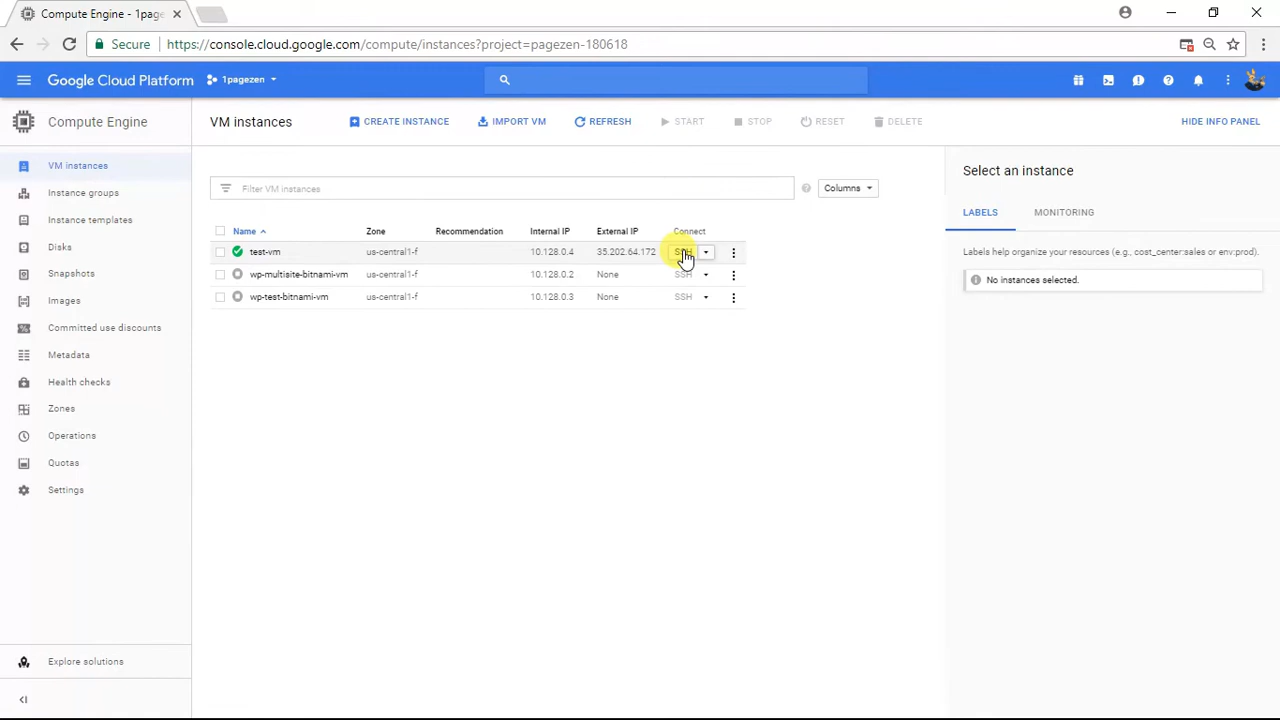 Compute Engine - 1page
Secure https://console.cloud.google.com/compute/instances?project=pagezen-180618
Google Cloud Platform 1pagezen
Compute Engine
VM instances CREATE INSTANCE IMPORT VM REFRESH START STOP RESET DELETE HIDE INFO PANEL
VM instances
Instance groups
Instance templates
Disks
Snapshots
Images
Committed use discounts
Metadata
Health checks
Zones
Operations
Quotas
Settings
Explore solutions
Filter VM instances Columns
Name Zone Recommendation Internal IP External IP Connect
test-vm us-central1-f 10.128.0.4 35.202.64.172 SSH
wp-multisite-bitnami-vm us-central1-f 10.128.0.2 None SSH
wp-test-bitnami-vm us-central1-f 10.128.0.3 None SSH
Select an instance
LABELS MONITORING
Labels help organize your resources (e.g., cost_center:sales or env:prod).
No instances selected.